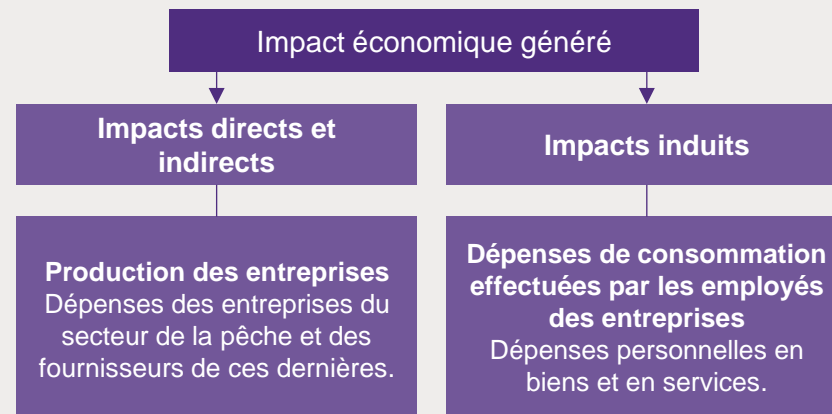 Impact économique généré
Impacts directs et
indirects
Impacts induits
Production des entreprises
Dépenses des entreprises du
secteur de la pêche et des
fournisseurs de ces dernières.
Dépenses de consommation
effectuées par les employés
des entreprises
Dépenses personnelles en
biens et en services.